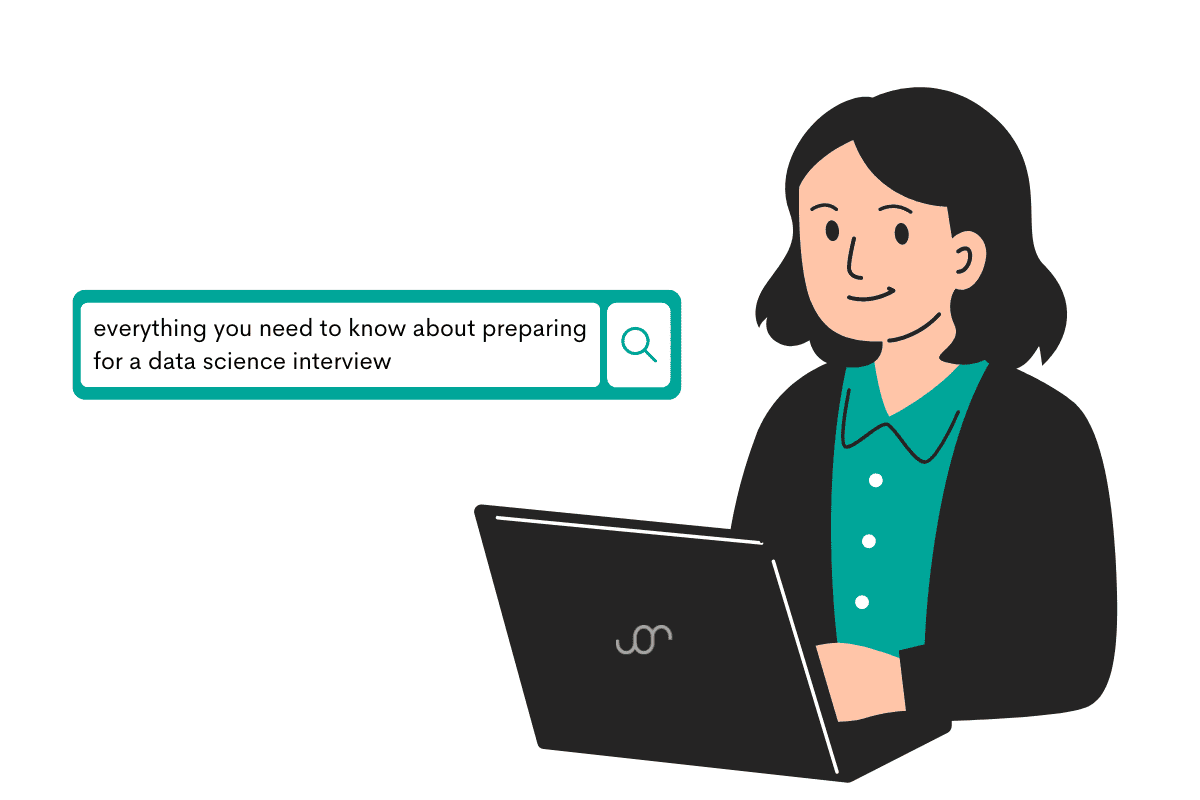 everything you need to know about preparing
for a data science interview